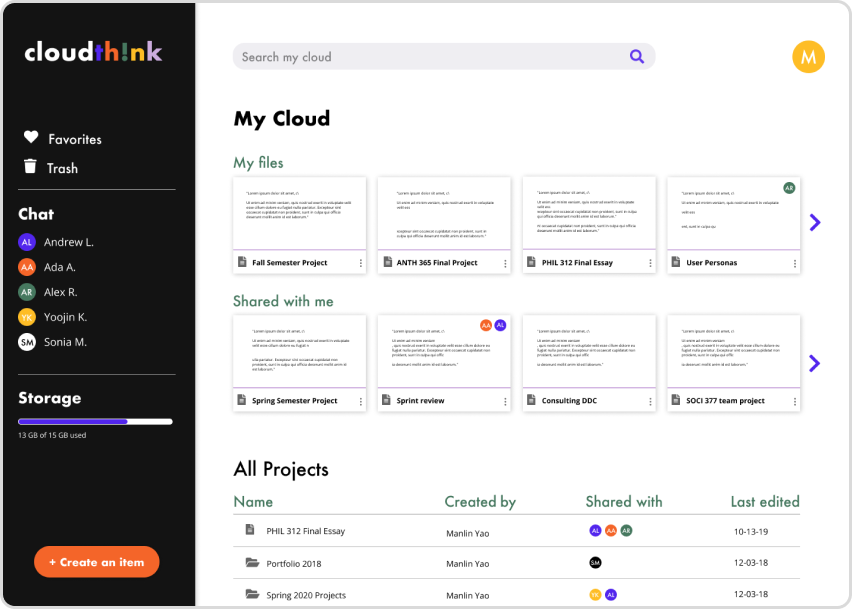 cloudth!nk
Search my cloud
M
Favorites
Trash
Chat
AL Andrew L.
AA Ada A.
AR Alex R.
YK Yoojin K.
SM Sonia M.
Storage
13 GB of 15 GB used
+ Create an item
My Cloud
My files
AR
Fall Semester Project
ANTH 365 Final Project
PHIL 312 Final Essay
User Personas
Shared with me
AA AL
Spring Semester Project
Sprint review
Consulting DDC
SOCI 377 team project
All Projects
Name Created by Shared with Last edited
PHIL 312 Final Essay Manlin Yao AL AA AR 10-13-19
Portfolio 2018 Manlin Yao SM 12-03-18
Spring 2020 Projects Manlin Yao YK AL 12-03-18